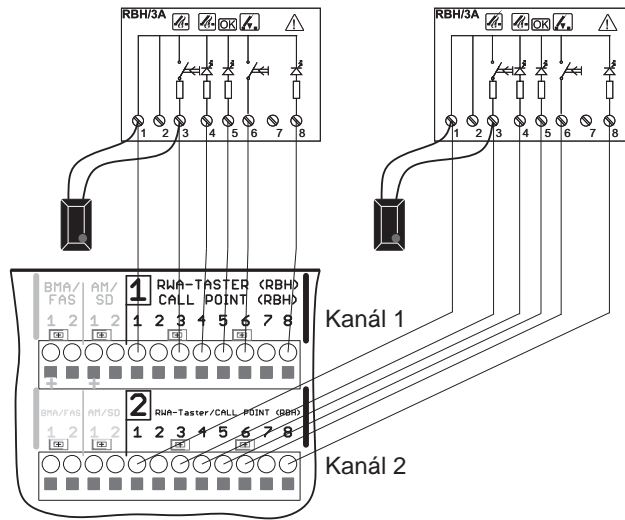 RBH/3A OK
1 2 3 4 5 6 7 8
RBH/3A OK
1 2 3 4 5 6 7 8
BMA/FAS AM/SD 1 RWA-TASTER (RBH)
CALL POINT (RBH)
1 2 1 2 1 2 3 4 5 6 7 8
Kanál 1
BMA/FAS AM/SD 2 RWA-Taster/CALL POINT (RBH)
1 2 1 2 1 2 3 4 5 6 7 8
Kanál 2